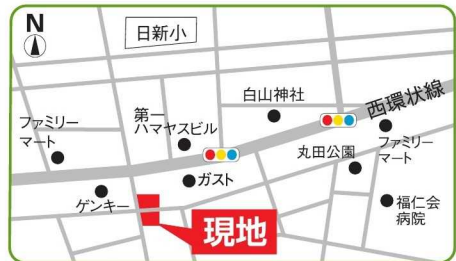 N
日新小
白山神社
西環状線
第一
ハマヤスビル
ファミリー
マート
ファミリー
マート
丸田公園
ガスト
ゲンキー
福仁会
病院
現地